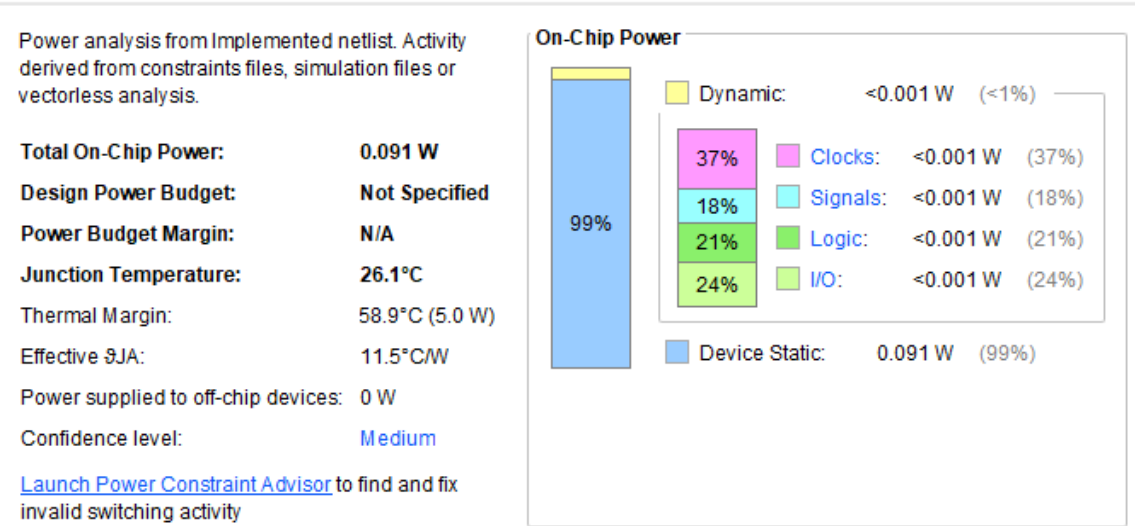 Power analysis from Implemented netlist. Activity
derived from constraints files, simulation files or
vectorless analysis.
Total On-Chip Power: 0.091 W
Design Power Budget: Not Specified
Power Budget Margin: N/A
Junction Temperature: 26.1°C
Thermal Margin: 58.9°C (5.0 W)
Effective ϑJA: 11.5°C/W
Power supplied to off-chip devices: 0 W
Confidence level: Medium
Launch Power Constraint Advisor to find and fix
invalid switching activity
On-Chip Power
99%
Dynamic: <0.001 W (<1%)
37% Clocks: <0.001 W (37%)
18% Signals: <0.001 W (18%)
21% Logic: <0.001 W (21%)
24% I/O: <0.001 W (24%)
Device Static: 0.091 W (99%)